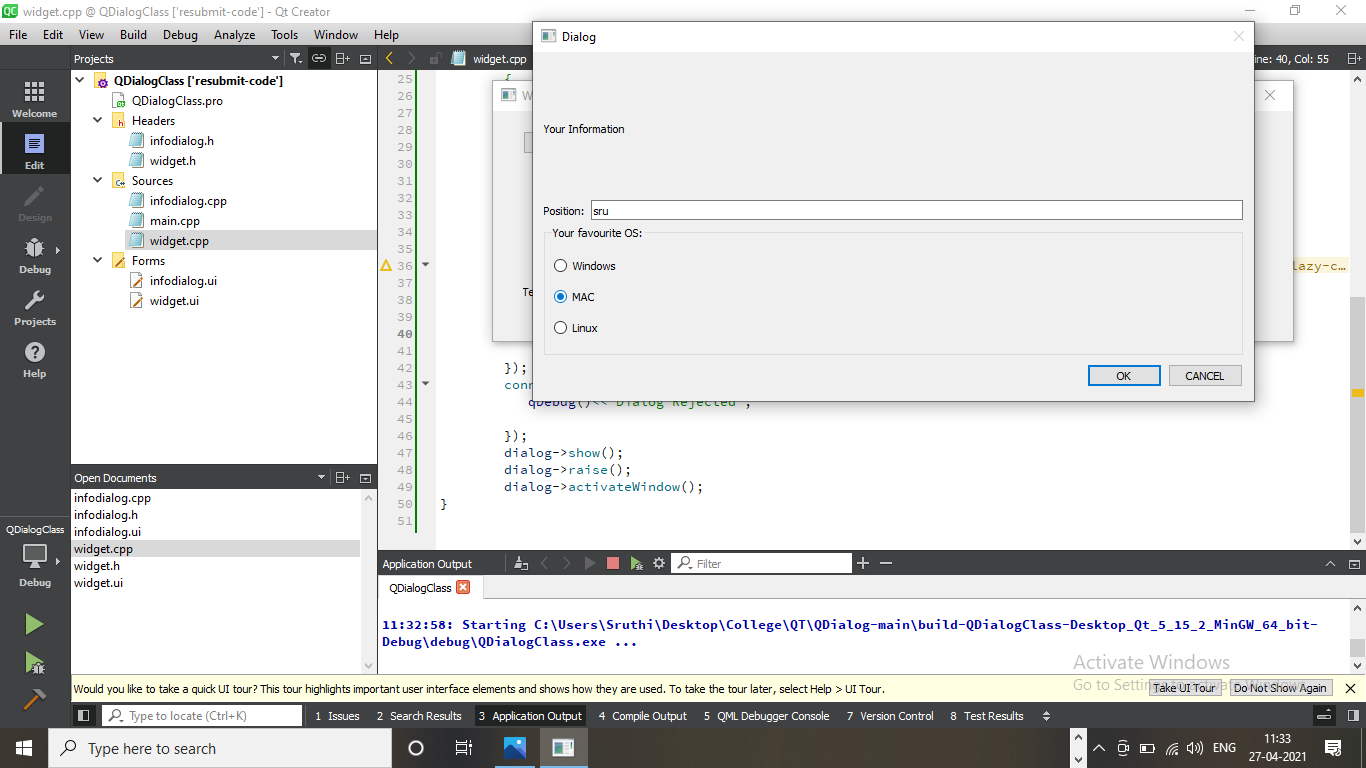 widget.cpp @ QDialogClass ['resubmit-code'] - Qt Creator
File Edit View Build Debug Analyze Tools Window Help
Projects
widget.cpp
Line: 40, Col: 55
Welcome
Edit
Design
Debug
Projects
Help
QDialogClass
Debug
QDialogClass ['resubmit-code']
QDialogClass.pro
Headers
infodialog.h
widget.h
Sources
infodialog.cpp
main.cpp
widget.cpp
Forms
infodialog.ui
widget.ui
Open Documents
infodialog.cpp
infodialog.h
infodialog.ui
widget.cpp
widget.h
widget.ui
Dialog
Your Information
Position: sru
Your favourite OS:
Windows
MAC
Linux
OK CANCEL
W
Te
lazy-c...
25 {
26
27
28
29
30
31
32
33
34
35
36
37
38
39
40
41
42 });
43 conn
44 qDebug()<<"Dialog Rejected";
45
46 });
47 dialog->show();
48 dialog->raise();
49 dialog->activateWindow();
50 }
51
Application Output
Filter
QDialogClass
11:32:58: Starting C:\Users\Sruthi\Desktop\College\QT\QDialog-main\build-QDialogClass-Desktop_Qt_5_15_2_MinGW_64_bit-
Debug\debug\QDialogClass.exe ...
Activate Windows
Go to Settings to activate Windows.
Would you like to take a quick UI tour? This tour highlights important user interface elements and shows how they are used. To take the tour later, select Help > UI Tour.
Take UI Tour Do Not Show Again
Type to locate (Ctrl+K) 1 Issues 2 Search Results 3 Application Output 4 Compile Output 5 QML Debugger Console 7 Version Control 8 Test Results
Type here to search
ENG
11:33
27-04-2021